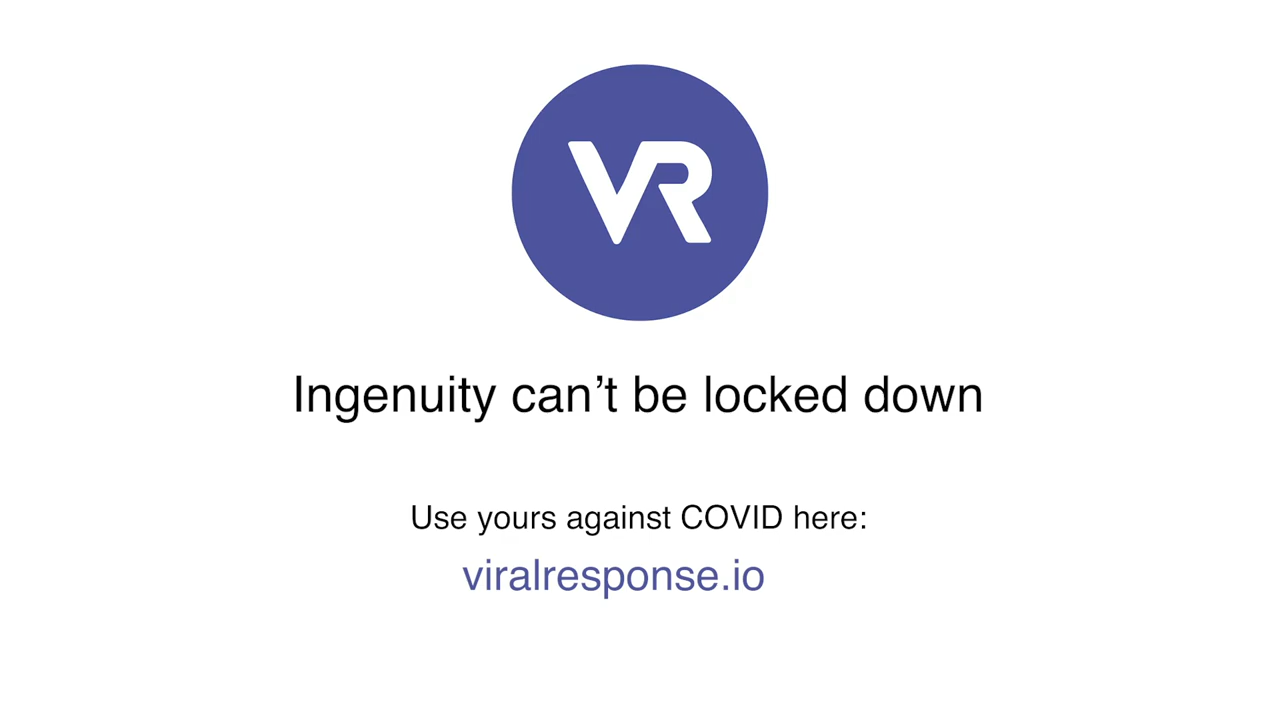 VR
Ingenuity can’t be locked down
Use yours against COVID here:
viralresponse.io